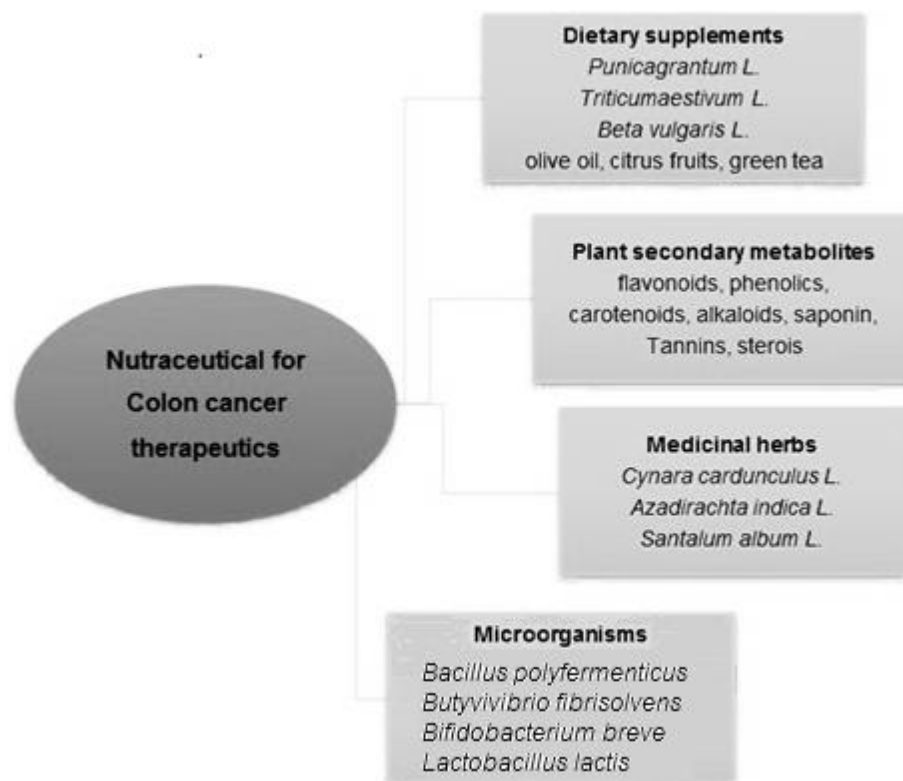 Dietary supplements
Punicagrantum L.
Triticumaestivum L.
Beta vulgaris L.
olive oil, citrus fruits, green tea
Plant secondary metabolites
flavonoids, phenolics,
carotenoids, alkaloids, saponin,
Tannins, sterois
Nutraceutical for
Colon cancer
therapeutics
Medicinal herbs
Cynara cardunculus L.
Azadirachta indica L.
Santalum album L.
Microorganisms
Bacillus polyfermenticus
Butyvivibrio fibrisolvens
Bifidobacterium breve
Lactobacillus lactis